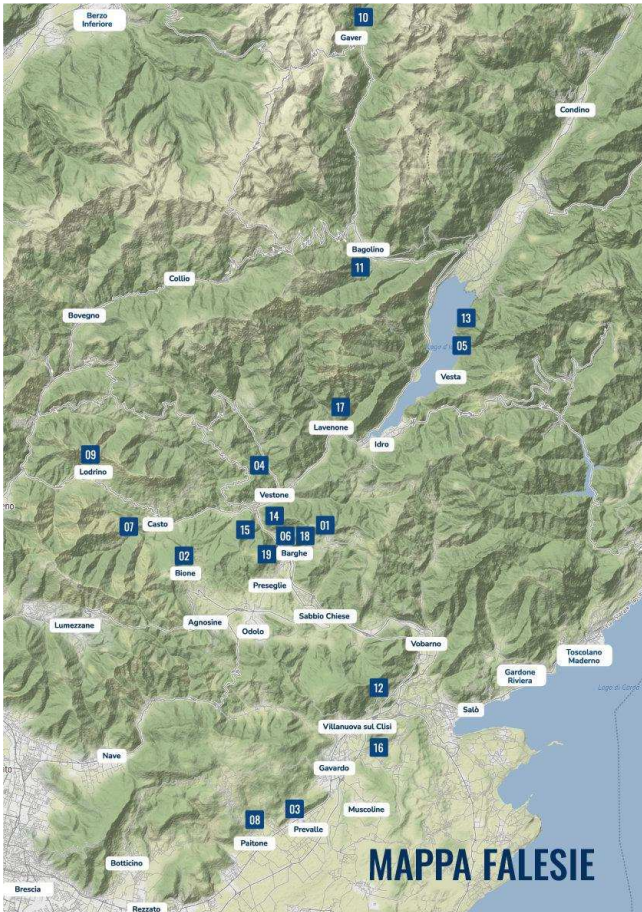 Berzo
Inferiore
10
Gaver
Condino
Bagolino
11
Collio
Bovegno
13
05
Vesta
17
Lavenone
Idro
09
Lodrino
04
Vestone
14
01
07
Casto
15
06
18
02
19
Barghe
Bione
Preseglie
Sabbio Chiese
Lumezzane
Agnosine
Odolo
Vobarno
Toscolano
Maderno
Gardone
Riviera
12
Lago di Garda
Salò
Villanuova sul Clisi
16
Nave
Gavardo
03
Muscoline
08
Prevalle
Paitone
Botticino
MAPPA FALESIE
Brescia
Rezzato